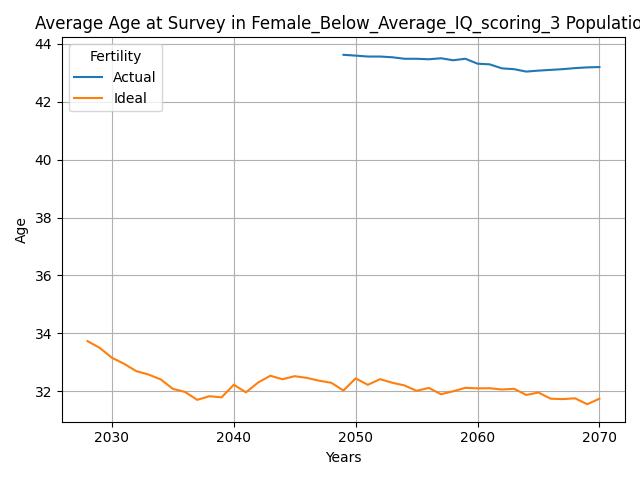 Average Age at Survey in Female_Below_Average_IQ_scoring_3 Populatio
Fertility
Actual
Ideal
44
42
40
38
36
34
32
Age
2030 2040 2050 2060 2070
Years